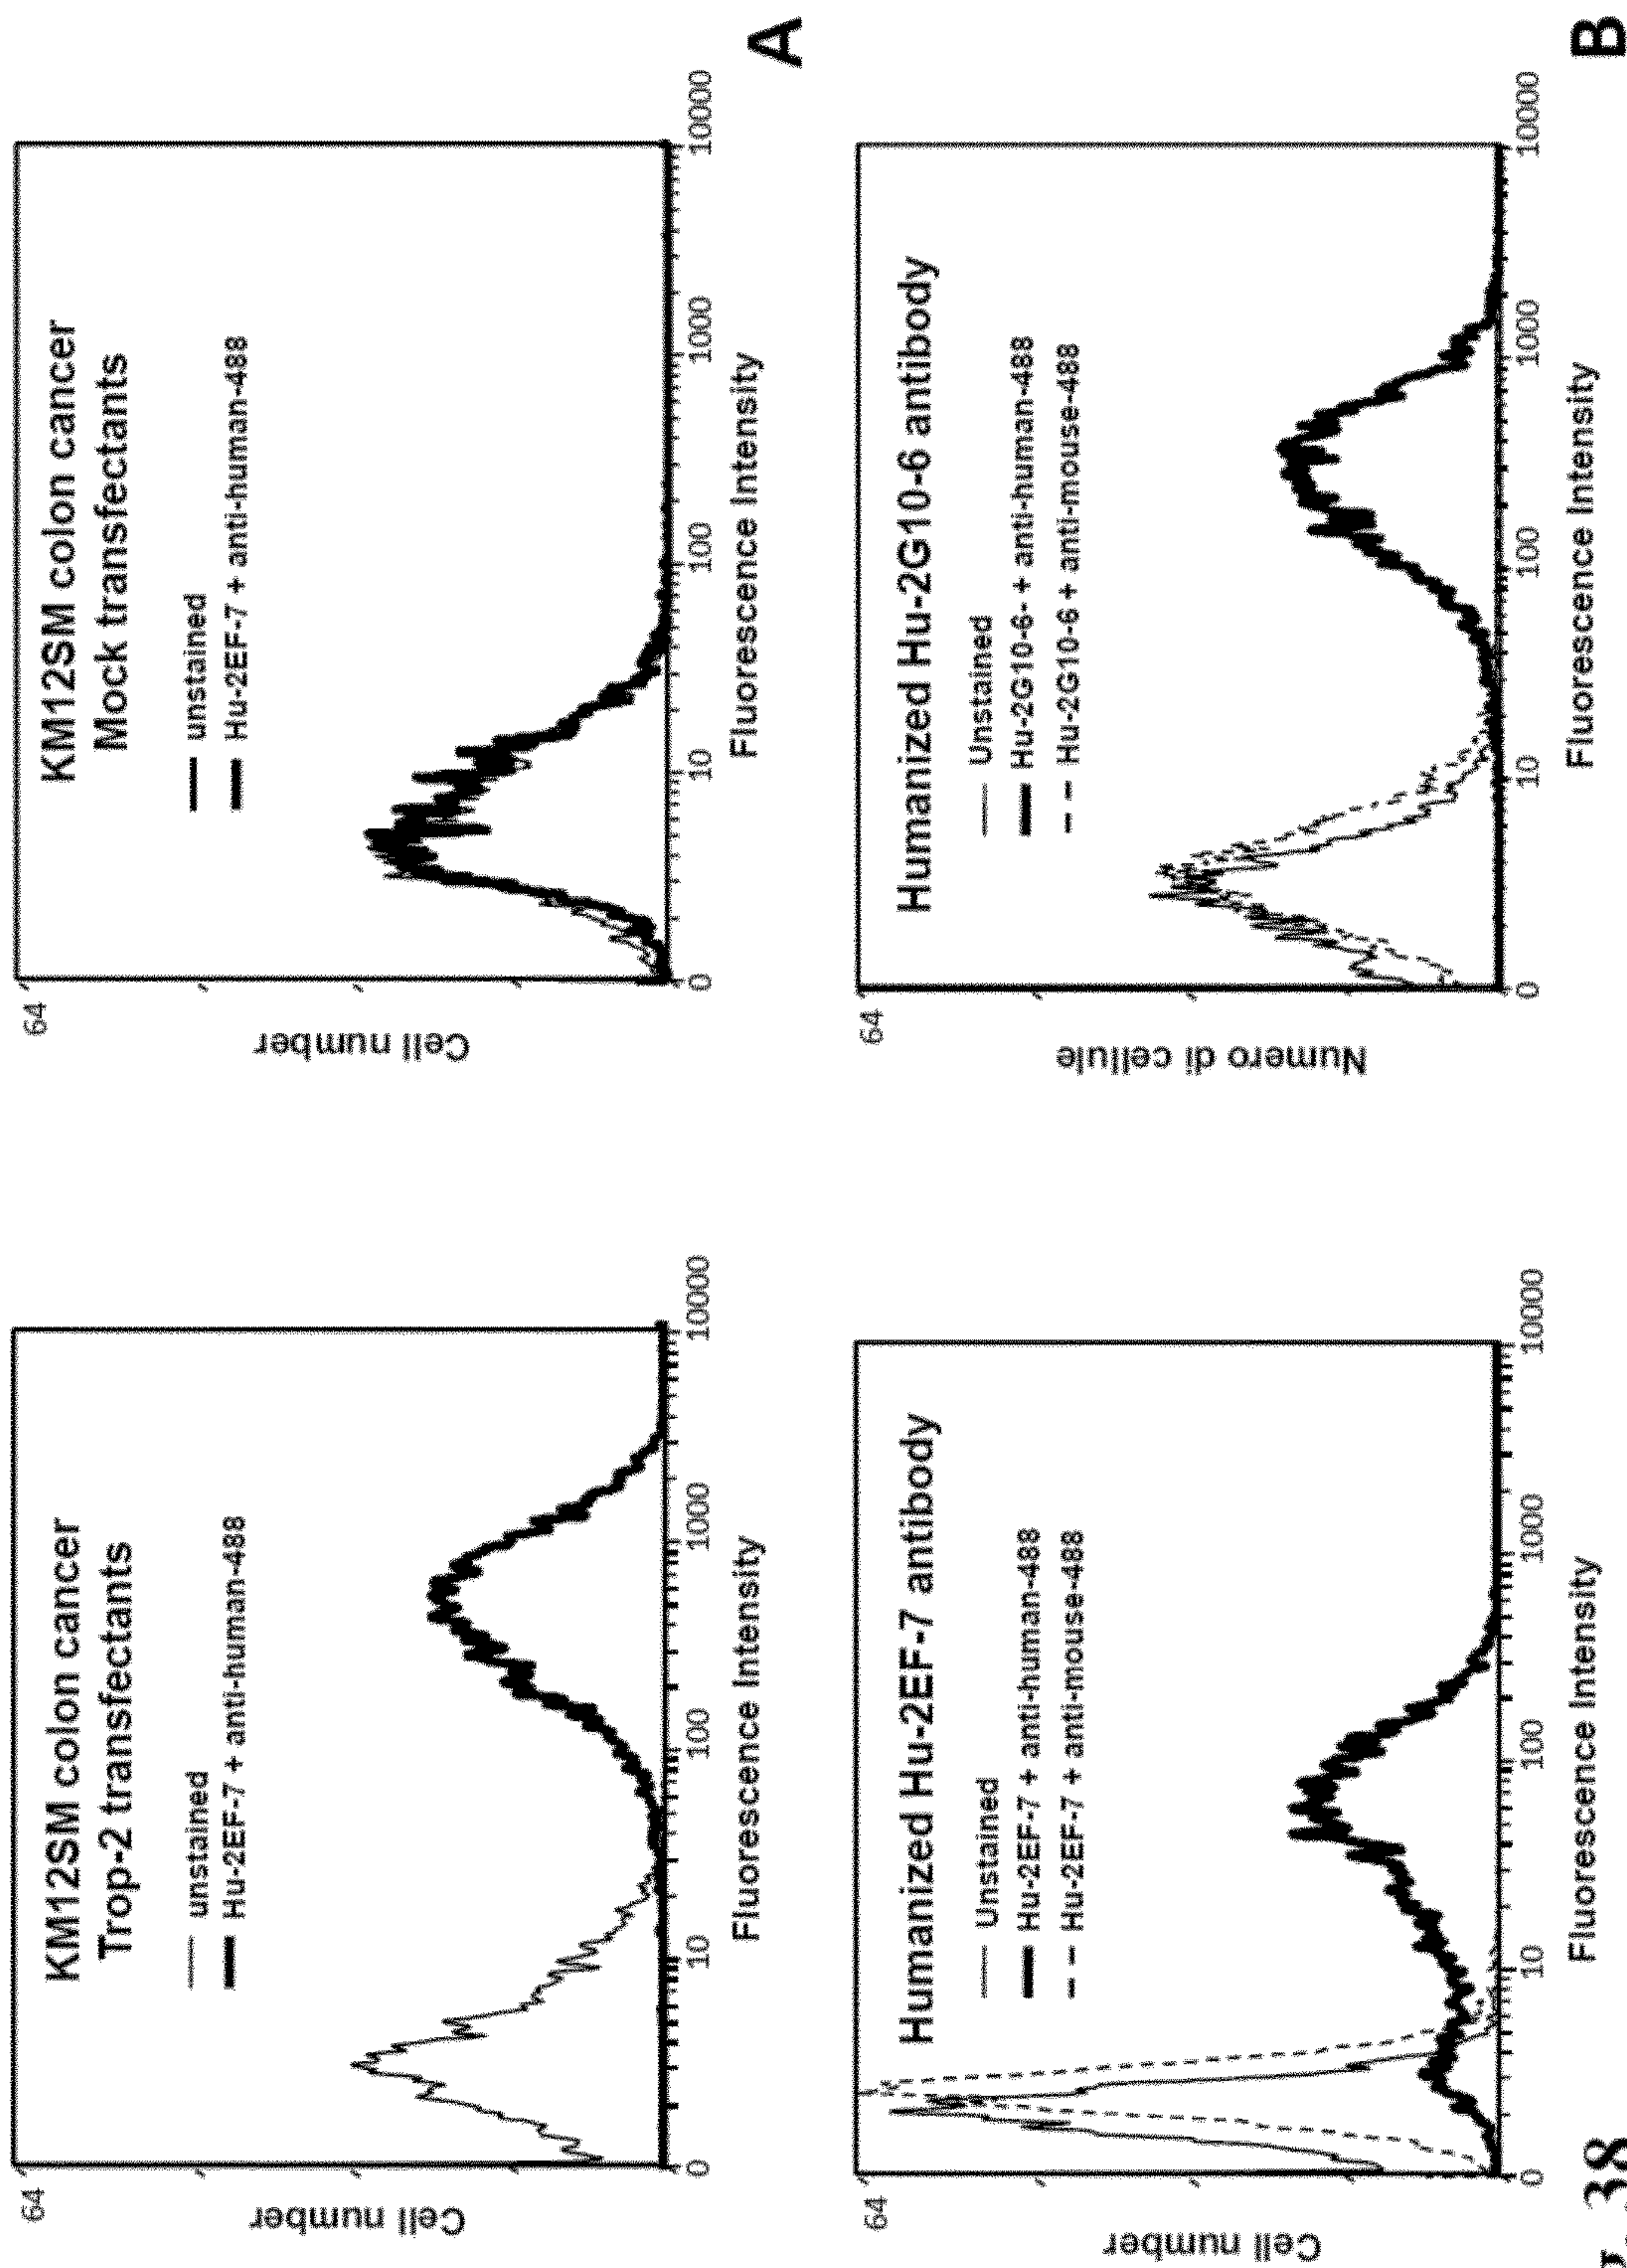 KM12SM colon cancer
Trop-2 transfectants
unstained
Hu-2EF-7 + anti-human-488
64
Cell number
0
10
100
1000
10000
Fluorescence Intensity
KM12SM colon cancer
Mock transfectants
unstained
Hu-2EF-7 + anti-human-488
64
Cell number
0
10
100
1000
10000
Fluorescence Intensity
A
Humanized Hu-2EF-7 antibody
Unstained
Hu-2EF-7 + anti-human-488
Hu-2EF-7 + anti-mouse-488
64
Cell number
0
10
100
1000
10000
Fluorescence Intensity
Humanized Hu-2G10-6 antibody
Unstained
Hu-2G10-6- + anti-human-488
Hu-2G10-6 + anti-mouse-488
64
Numero di cellule
0
10
100
1000
10000
Fluorescence Intensity
B
38